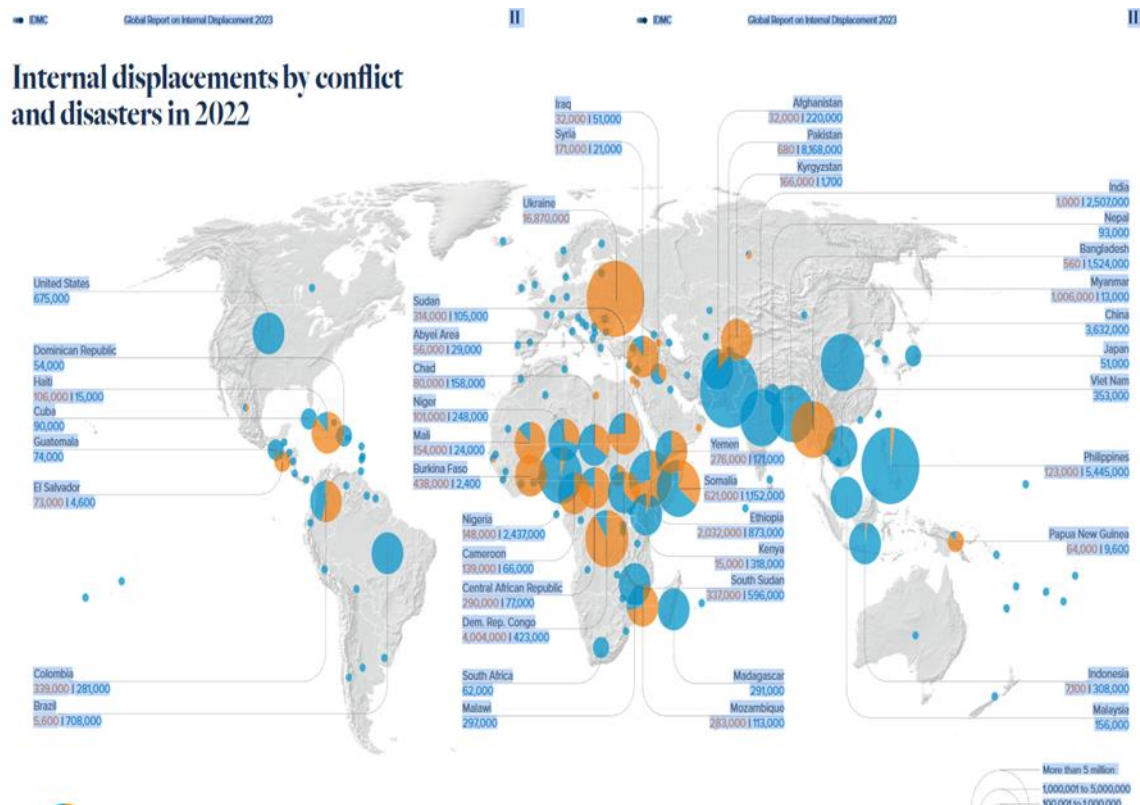 IDMC Global Report on Internal Displacement 2023 II
IDMC Global Report on Internal Displacement 2023 II
Internal displacements by conflict
and disasters in 2022
Iraq
32,000 | 51,000
Syria
171,000 | 21,000
Ukraine
16,870,000
Afghanistan
32,000 | 220,000
Pakistan
680 | 8,168,000
Kyrgyzstan
166,000 | 1,700
India
1,000 | 2,507,000
Nepal
93,000
Bangladesh
560 | 1,524,000
Myanmar
1,006,000 | 13,000
China
3,632,000
Japan
51,000
Viet Nam
353,000
Philippines
123,000 | 5,445,000
Papua New Guinea
64,000 | 9,600
Indonesia
7,100 | 308,000
Malaysia
156,000
United States
675,000
Dominican Republic
54,000
Haiti
106,000 | 15,000
Cuba
90,000
Guatemala
74,000
El Salvador
73,000 | 4,600
Colombia
339,000 | 281,000
Brazil
5,600 | 708,000
Sudan
314,000 | 105,000
Abyei Area
56,000 | 29,000
Chad
80,000 | 158,000
Niger
101,000 | 248,000
Mali
154,000 | 24,000
Burkina Faso
438,000 | 2,400
Nigeria
148,000 | 2,437,000
Cameroon
139,000 | 66,000
Central African Republic
290,000 | 77,000
Dem. Rep. Congo
4,004,000 | 423,000
South Africa
62,000
Malawi
297,000
Yemen
276,000 | 171,000
Somalia
621,000 | 1,152,000
Ethiopia
2,032,000 | 873,000
Kenya
15,000 | 318,000
South Sudan
337,000 | 596,000
Madagascar
291,000
Mozambique
283,000 | 113,000
More than 5 million
1,000,001 to 5,000,000
100,001 to 1,000,000